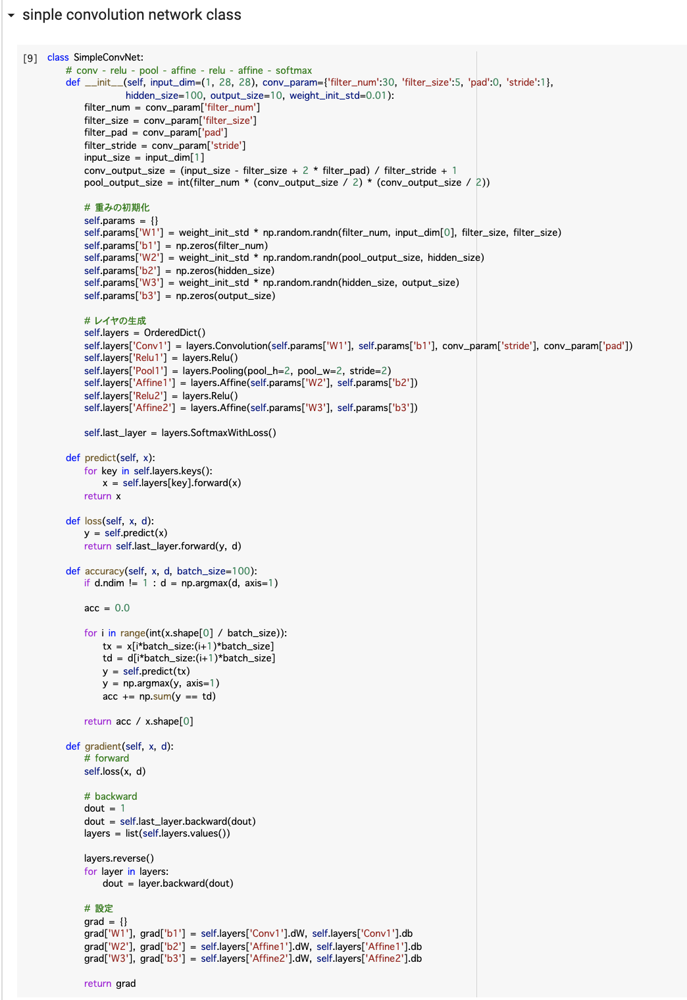 sinple convolution network class
[9] class SimpleConvNet:
# conv - relu - pool - affine - relu - affine - softmax
def __init__(self, input_dim=(1, 28, 28), conv_param={'filter_num':30, 'filter_size':5, 'pad':0, 'stride':1},
hidden_size=100, output_size=10, weight_init_std=0.01):
filter_num = conv_param['filter_num']
filter_size = conv_param['filter_size']
filter_pad = conv_param['pad']
filter_stride = conv_param['stride']
input_size = input_dim[1]
conv_output_size = (input_size - filter_size + 2 * filter_pad) / filter_stride + 1
pool_output_size = int(filter_num * (conv_output_size / 2) * (conv_output_size / 2))
# 重みの初期化
self.params = {}
self.params['W1'] = weight_init_std * np.random.randn(filter_num, input_dim[0], filter_size, filter_size)
self.params['b1'] = np.zeros(filter_num)
self.params['W2'] = weight_init_std * np.random.randn(pool_output_size, hidden_size)
self.params['b2'] = np.zeros(hidden_size)
self.params['W3'] = weight_init_std * np.random.randn(hidden_size, output_size)
self.params['b3'] = np.zeros(output_size)
# レイヤの生成
self.layers = OrderedDict()
self.layers['Conv1'] = layers.Convolution(self.params['W1'], self.params['b1'], conv_param['stride'], conv_param['pad'])
self.layers['Relu1'] = layers.Relu()
self.layers['Pool1'] = layers.Pooling(pool_h=2, pool_w=2, stride=2)
self.layers['Affine1'] = layers.Affine(self.params['W2'], self.params['b2'])
self.layers['Relu2'] = layers.Relu()
self.layers['Affine2'] = layers.Affine(self.params['W3'], self.params['b3'])
self.last_layer = layers.SoftmaxWithLoss()
def predict(self, x):
for key in self.layers.keys():
x = self.layers[key].forward(x)
return x
def loss(self, x, d):
y = self.predict(x)
return self.last_layer.forward(y, d)
def accuracy(self, x, d, batch_size=100):
if d.ndim != 1 : d = np.argmax(d, axis=1)
acc = 0.0
for i in range(int(x.shape[0] / batch_size)):
tx = x[i*batch_size:(i+1)*batch_size]
td = d[i*batch_size:(i+1)*batch_size]
y = self.predict(tx)
y = np.argmax(y, axis=1)
acc += np.sum(y == td)
return acc / x.shape[0]
def gradient(self, x, d):
# forward
self.loss(x, d)
# backward
dout = 1
dout = self.last_layer.backward(dout)
layers = list(self.layers.values())
layers.reverse()
for layer in layers:
dout = layer.backward(dout)
# 設定
grad = {}
grad['W1'], grad['b1'] = self.layers['Conv1'].dW, self.layers['Conv1'].db
grad['W2'], grad['b2'] = self.layers['Affine1'].dW, self.layers['Affine1'].db
grad['W3'], grad['b3'] = self.layers['Affine2'].dW, self.layers['Affine2'].db
return grad